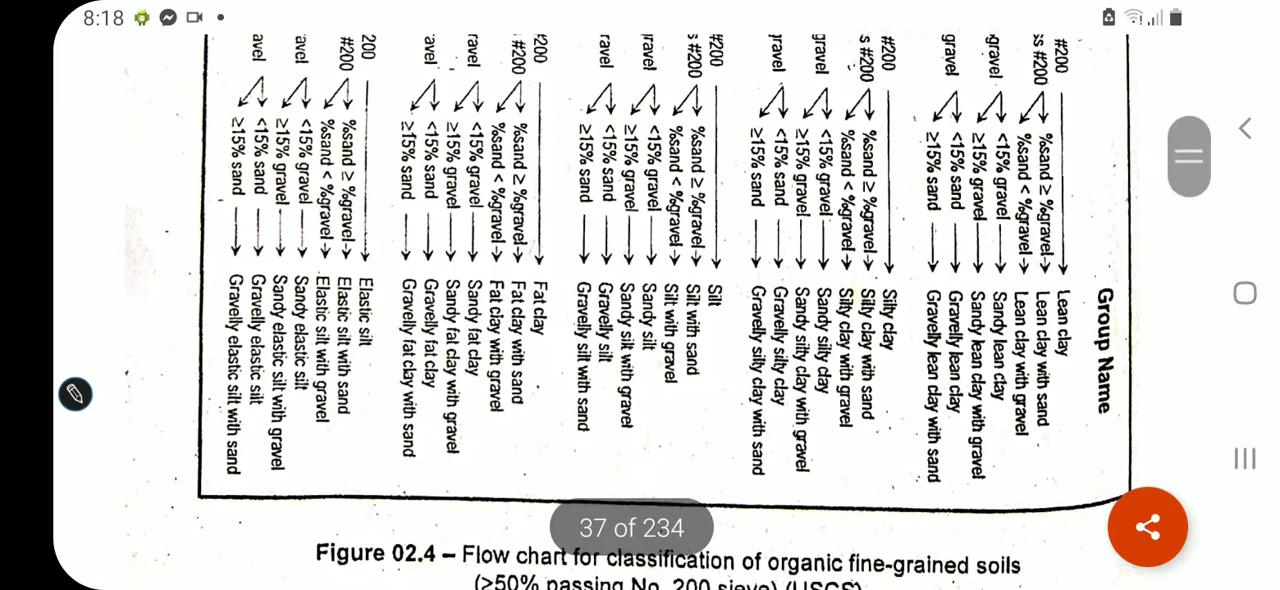 8:18
Group Name
#200 → Lean clay
#200 %sand ≥ %gravel → Lean clay with sand
%sand < %gravel → Lean clay with gravel
gravel <15% gravel → Sandy lean clay
≥15% gravel → Sandy lean clay with gravel
gravel <15% sand → Gravelly lean clay
≥15% sand → Gravelly lean clay with sand
#200 → Silty clay
s #200 %sand ≥ %gravel → Silty clay with sand
%sand < %gravel → Silty clay with gravel
gravel <15% gravel → Sandy silty clay
≥15% gravel → Sandy silty clay with gravel
gravel <15% sand → Gravelly silty clay
≥15% sand → Gravelly silty clay with sand
#200 → Silt
s #200 %sand ≥ %gravel → Silt with sand
%sand < %gravel → Silt with gravel
ravel <15% gravel → Sandy silt
≥15% gravel → Sandy silt with gravel
ravel <15% sand → Gravelly silt
≥15% sand → Gravelly silt with sand
200 → Fat clay
#200 %sand ≥ %gravel → Fat clay with sand
%sand < %gravel → Fat clay with gravel
ravel <15% gravel → Sandy fat clay
≥15% gravel → Sandy fat clay with gravel
avel <15% sand → Gravelly fat clay
≥15% sand → Gravelly fat clay with sand
200 → Elastic silt
#200 %sand ≥ %gravel → Elastic silt with sand
%sand < %gravel → Elastic silt with gravel
avel <15% gravel → Sandy elastic silt
≥15% gravel → Sandy elastic silt with gravel
avel <15% sand → Gravelly elastic silt
≥15% sand → Gravelly elastic silt with sand
37 of 234
Figure 02.4 – Flow chart for classification of organic fine-grained soils
(>50% passing No. 200 sieve) (USCS)